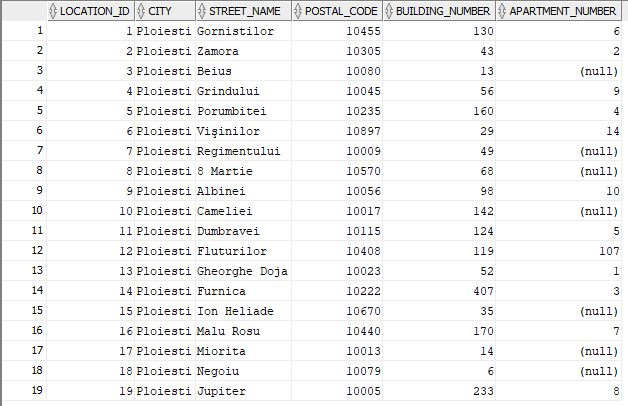 LOCATION_ID CITY STREET_NAME POSTAL_CODE BUILDING_NUMBER APARTMENT_NUMBER
1 1 Ploiesti Gornistilor 10455 130 6
2 2 Ploiesti Zamora 10305 43 2
3 3 Ploiesti Beius 10080 13 (null)
4 4 Ploiesti Grindului 10045 56 9
5 5 Ploiesti Porumbitei 10235 160 4
6 6 Ploiesti Vişinilor 10897 29 14
7 7 Ploiesti Regimentului 10009 49 (null)
8 8 Ploiesti 8 Martie 10570 68 (null)
9 9 Ploiesti Albinei 10056 98 10
10 10 Ploiesti Cameliei 10017 142 (null)
11 11 Ploiesti Dumbravei 10115 124 5
12 12 Ploiesti Fluturilor 10408 119 107
13 13 Ploiesti Gheorghe Doja 10023 52 1
14 14 Ploiesti Furnica 10222 407 3
15 15 Ploiesti Ion Heliade 10670 35 (null)
16 16 Ploiesti Malu Rosu 10440 170 7
17 17 Ploiesti Miorita 10013 14 (null)
18 18 Ploiesti Negoiu 10079 6 (null)
19 19 Ploiesti Jupiter 10005 233 8